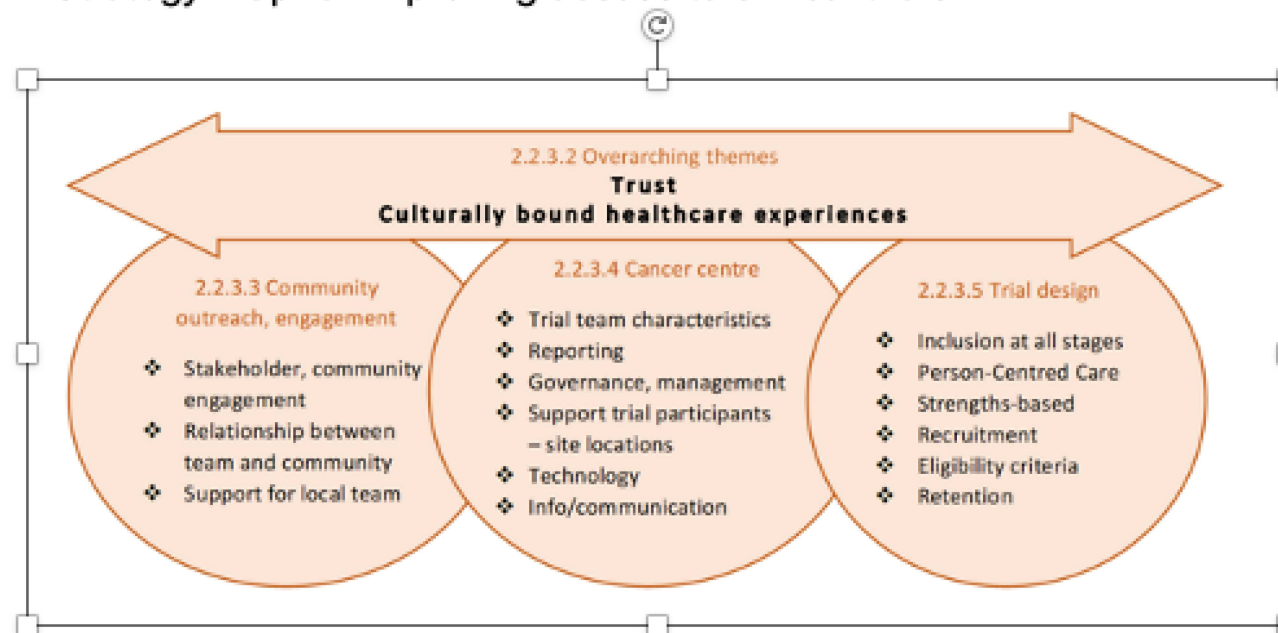 2.2.3.2 Overarching themes
Trust
Culturally bound healthcare experiences
2.2.3.3 Community
outreach, engagement
❖ Stakeholder, community
engagement
❖ Relationship between
team and community
❖ Support for local team
2.2.3.4 Cancer centre
❖ Trial team characteristics
❖ Reporting
❖ Governance, management
❖ Support trial participants
– site locations
❖ Technology
❖ Info/communication
2.2.3.5 Trial design
❖ Inclusion at all stages
❖ Person-Centred Care
❖ Strengths-based
❖ Recruitment
❖ Eligibility criteria
❖ Retention